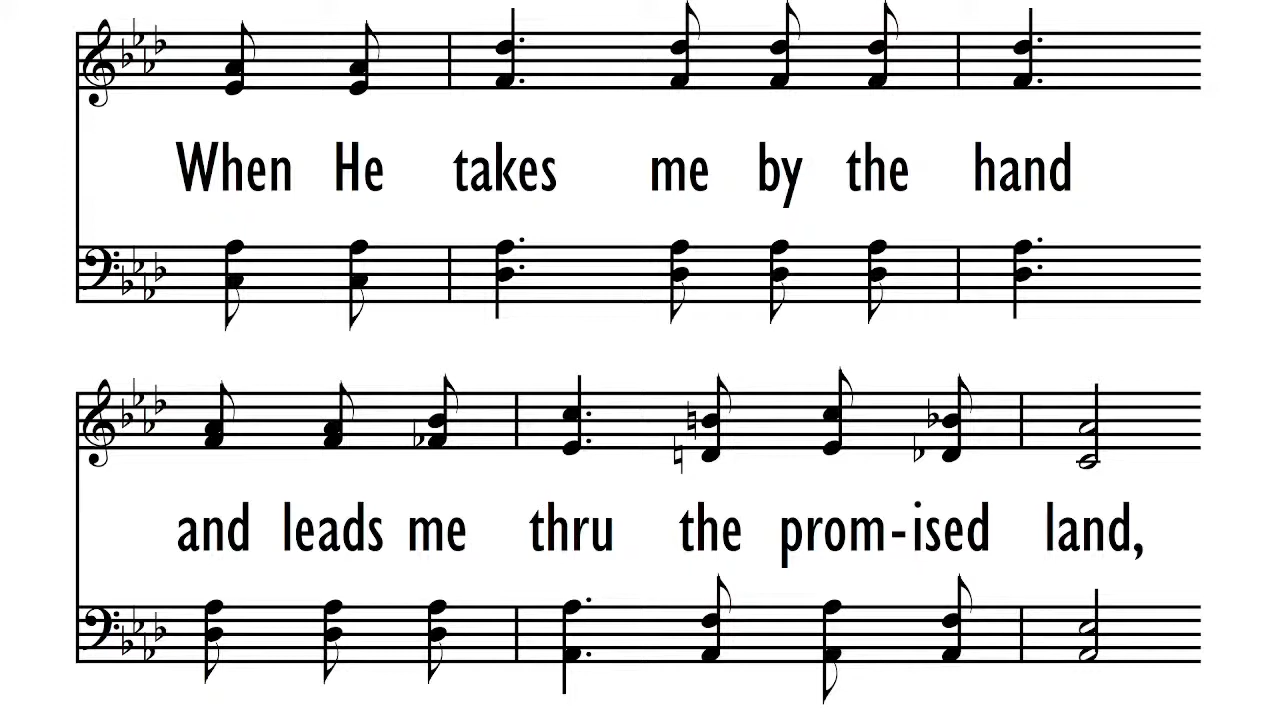 When He takes me by the hand
and leads me thru the prom-ised land,